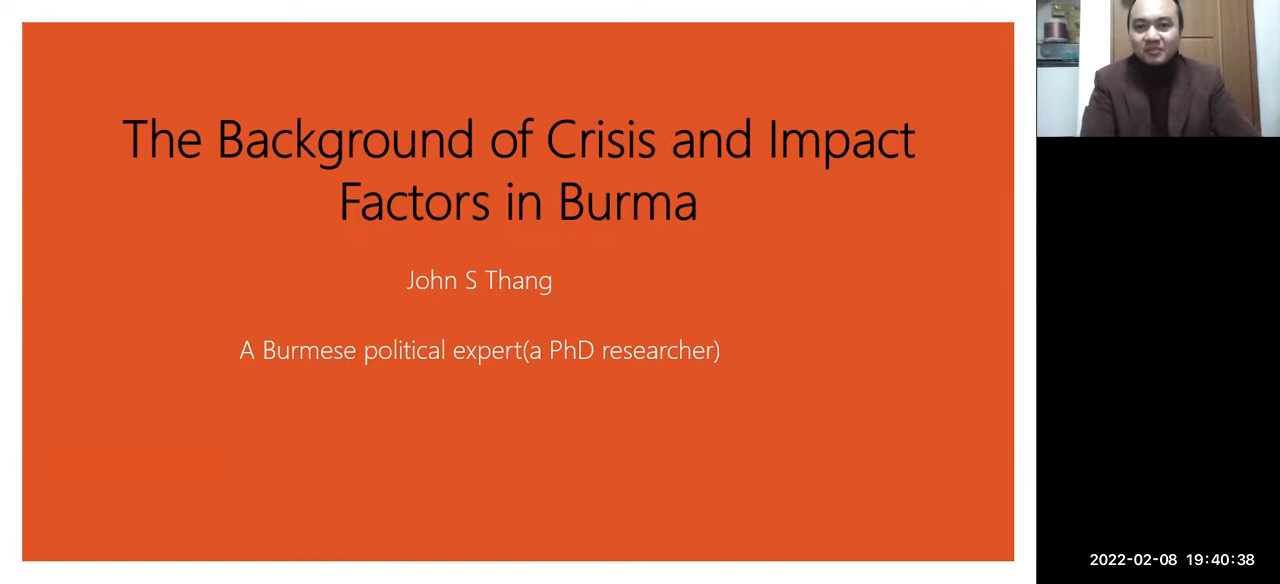 The Background of Crisis and Impact
Factors in Burma
John S Thang
A Burmese political expert(a PhD researcher)
2022-02-08 19:40:38